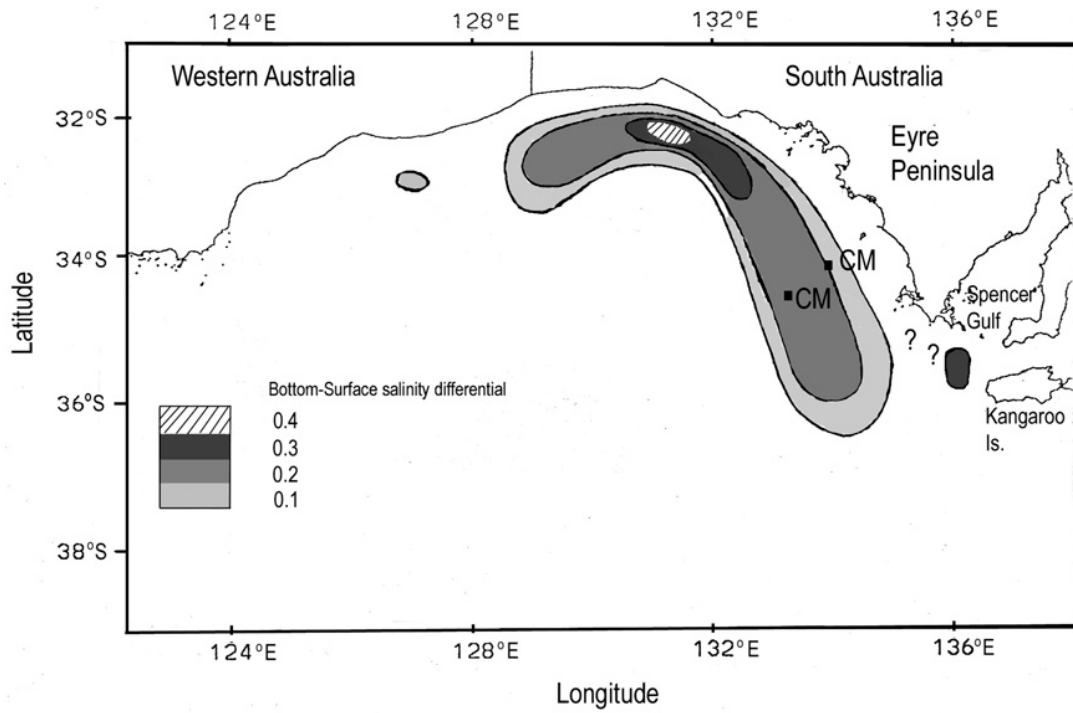 124°E 128°E 132°E 136°E
Western Australia South Australia
32°S
Eyre
Peninsula
34°S
CM
CM
Spencer
Gulf
? ?
Latitude
Bottom-Surface salinity differential
36°S
0.4
Kangaroo
Is.
0.3
0.2
0.1
38°S
124°E 128°E 132°E 136°E
Longitude